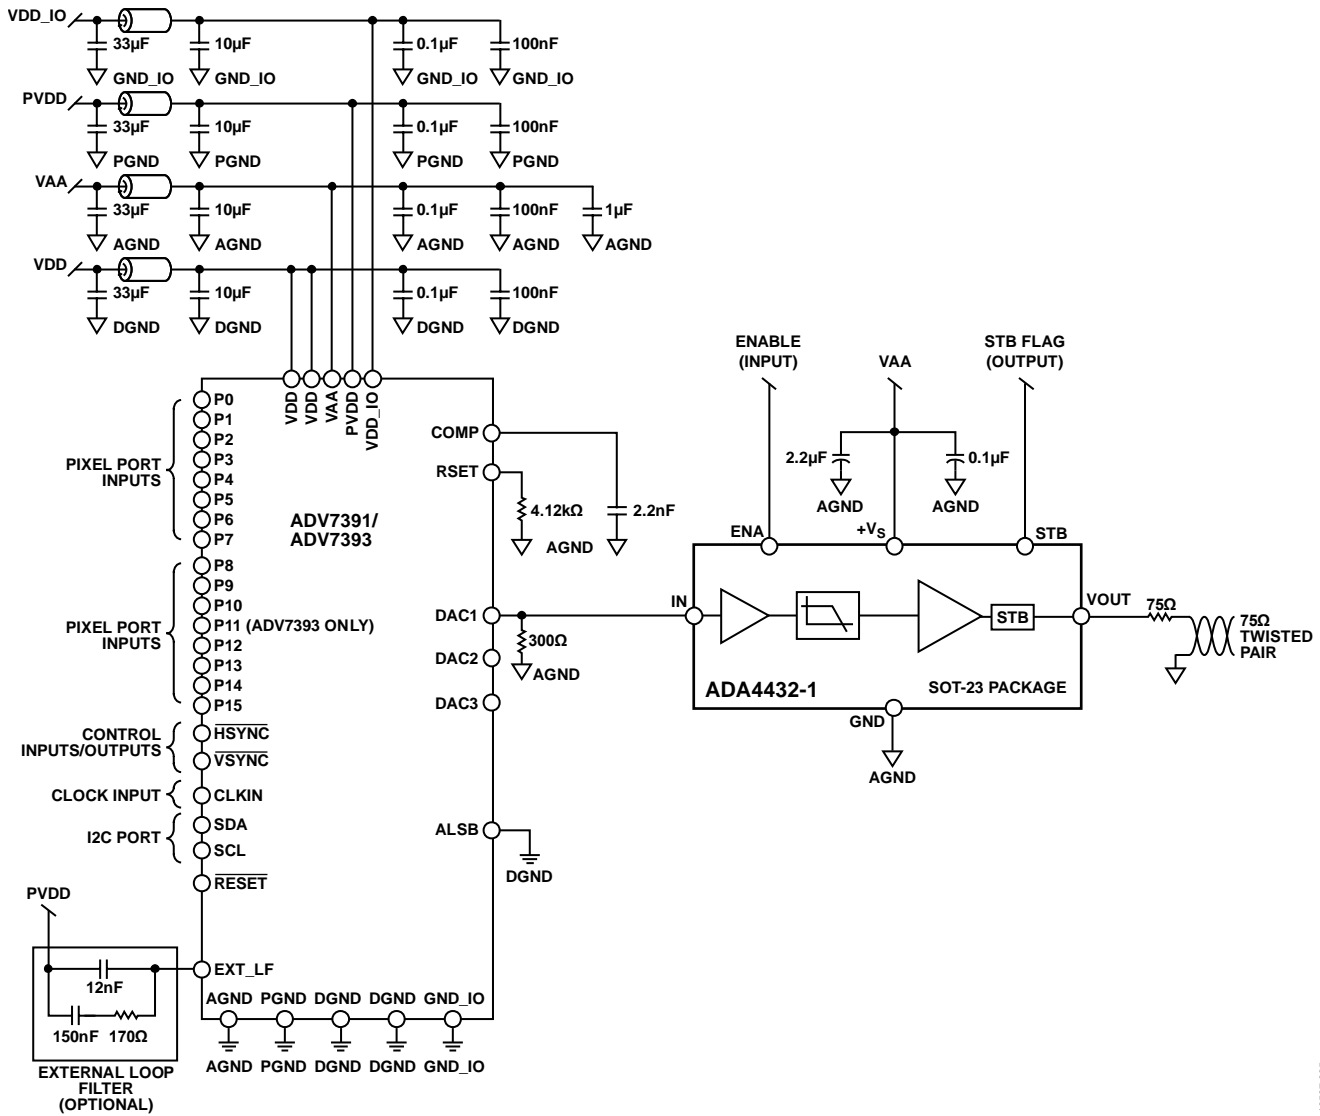 VDD_IO
33µF
10µF
0.1µF
100nF
GND_IO
GND_IO
GND_IO
GND_IO
PVDD
33µF
10µF
0.1µF
100nF
PGND
PGND
PGND
PGND
VAA
33µF
10µF
0.1µF
100nF
1µF
AGND
AGND
AGND
AGND
AGND
VDD
33µF
10µF
0.1µF
100nF
DGND
DGND
DGND
DGND
VDD
VDD
VAA
PVDD
VDD_IO
PIXEL PORT
INPUTS
P0
P1
P2
P3
P4
P5
P6
P7
PIXEL PORT
INPUTS
P8
P9
P10
P11 (ADV7393 ONLY)
P12
P13
P14
P15
CONTROL
INPUTS/OUTPUTS
HSYNC
VSYNC
CLOCK INPUT
CLKIN
I2C PORT
SDA
SCL
RESET
PVDD
EXT_LF
12nF
150nF
170Ω
EXTERNAL LOOP
FILTER
(OPTIONAL)
ADV7391/
ADV7393
COMP
RSET
4.12kΩ
AGND
2.2nF
DAC1
300Ω
AGND
DAC2
DAC3
ALSB
DGND
AGND
PGND
DGND
DGND
GND_IO
AGND
PGND
DGND
DGND
GND_IO
ENABLE
(INPUT)
VAA
STB FLAG
(OUTPUT)
2.2µF
0.1µF
AGND
AGND
ENA
+VS
STB
IN
STB
VOUT
75Ω
75Ω
TWISTED
PAIR
ADA4432-1
SOT-23 PACKAGE
GND
AGND